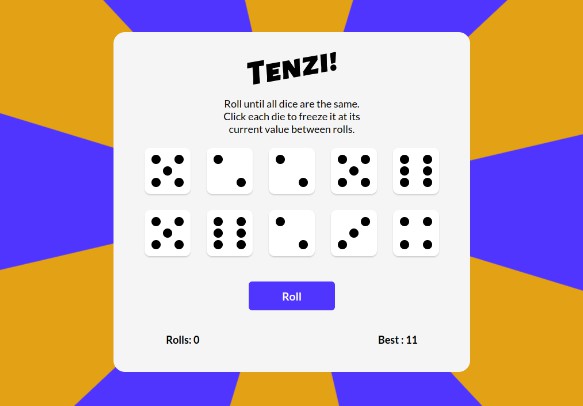 TENZI!
Roll until all dice are the same.
Click each die to freeze it at its
current value between rolls.
Roll
Rolls: 0
Best : 11